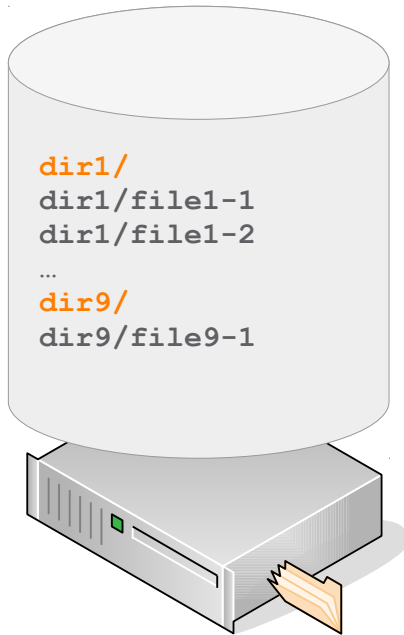 dir1/
dir1/file1-1
dir1/file1-2
…
dir9/
dir9/file9-1